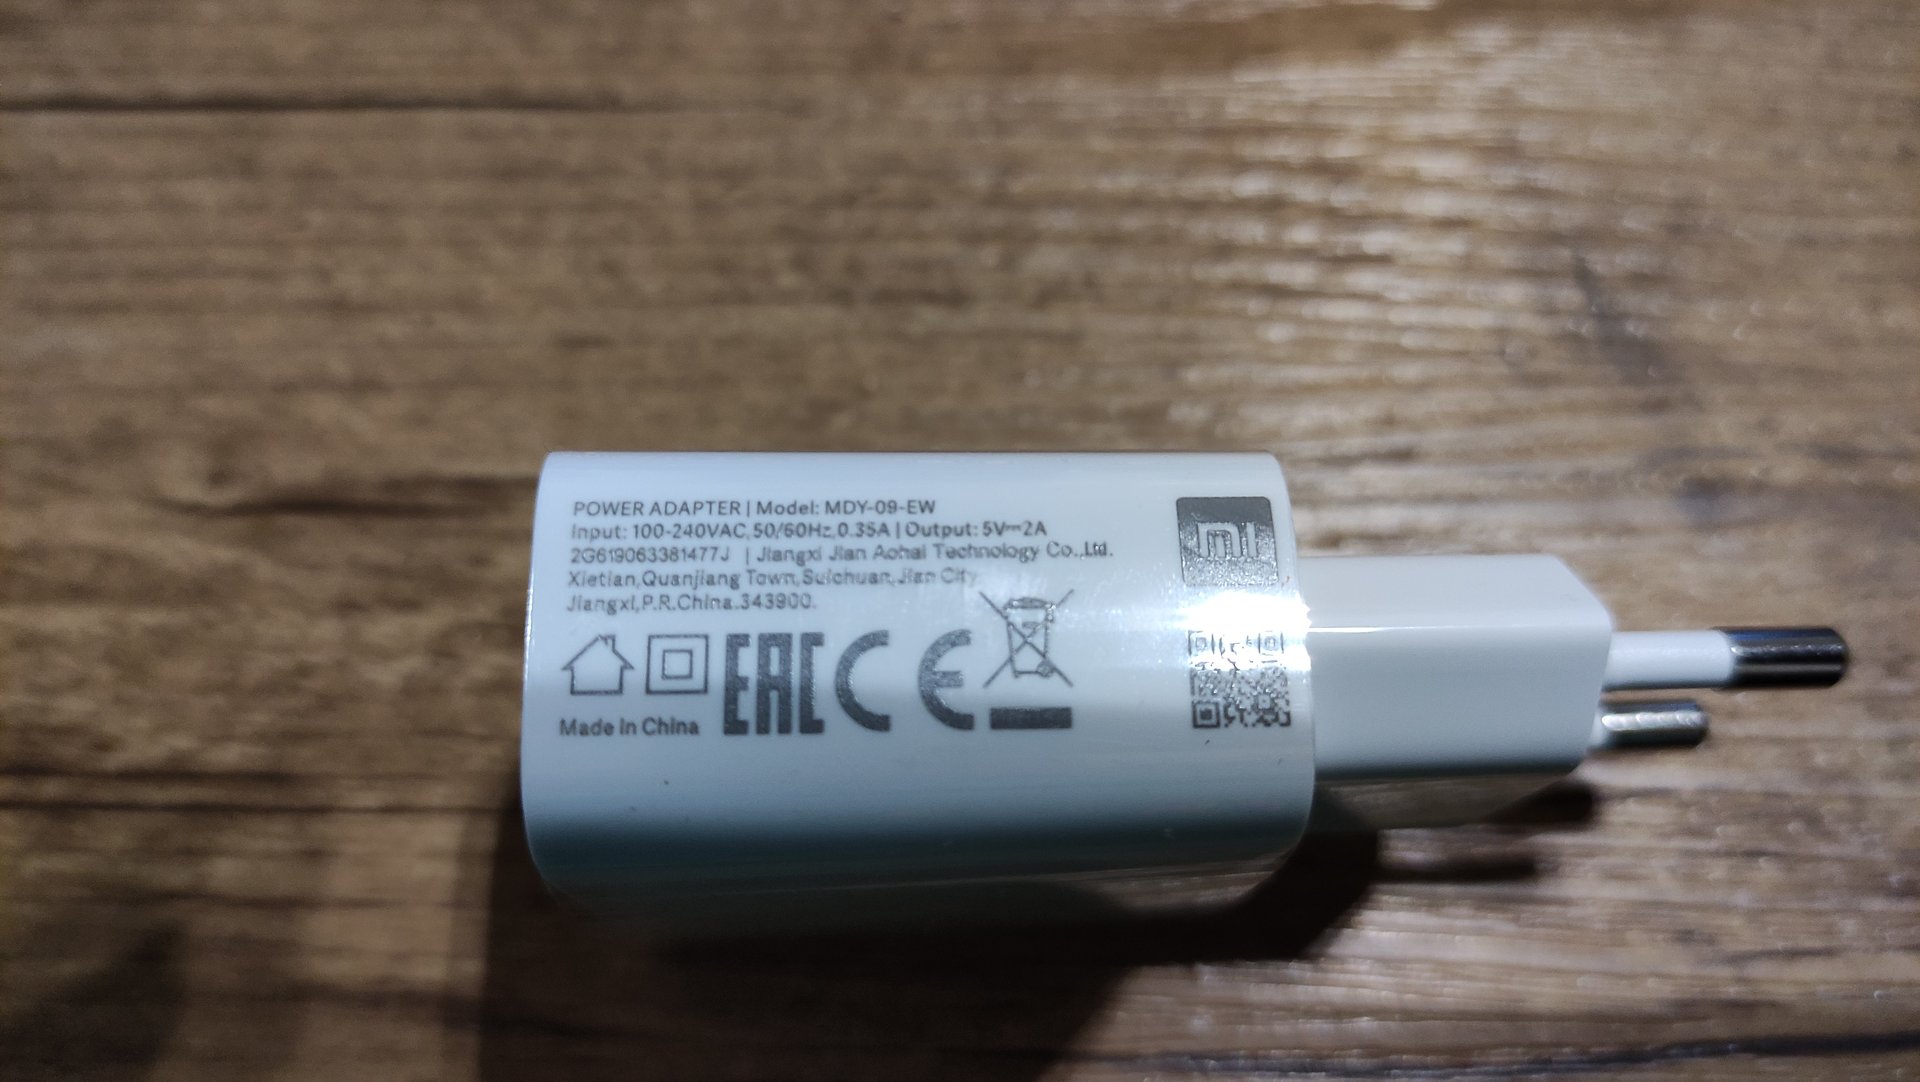 POWER ADAPTER | Model: MDY-09-EW
Input: 100-240VAC,50/60Hz,0.35A | Output: 5V⎓2A
2G619063381477J | Jiangxi Jian Aohai Technology Co.,Ltd.
Xietian,Quanjiang Town,Suichuan,Jian City
Jiangxi,P.R.China.343900.
EAC CE
Made in China
mi